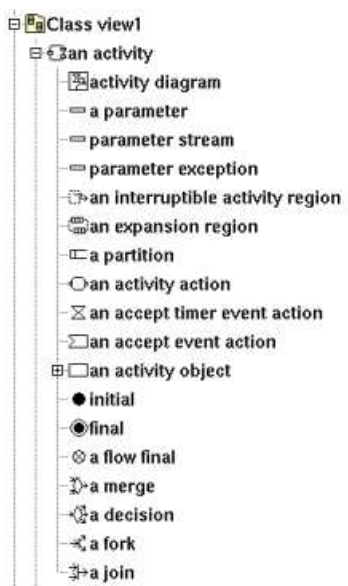 Class view1
an activity
activity diagram
a parameter
parameter stream
parameter exception
an interruptible activity region
an expansion region
a partition
an activity action
an accept timer event action
an accept event action
an activity object
initial
final
a flow final
a merge
a decision
a fork
a join